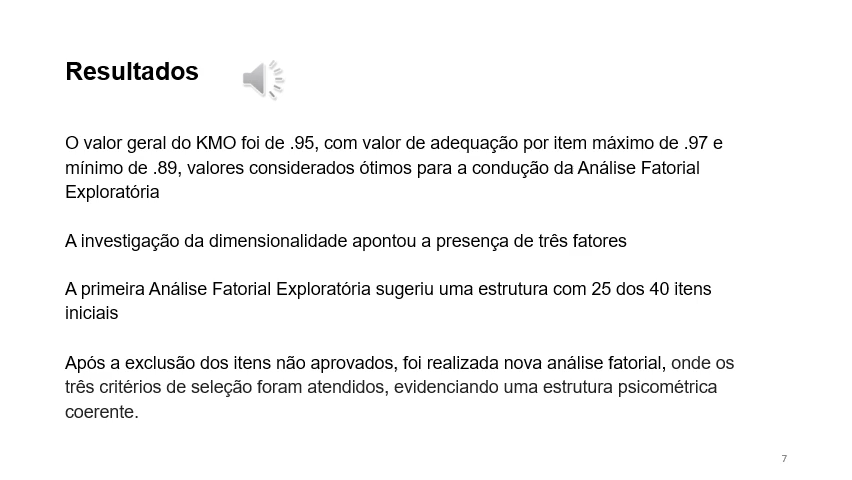 Resultados
O valor geral do KMO foi de .95, com valor de adequação por item máximo de .97 e
mínimo de .89, valores considerados ótimos para a condução da Análise Fatorial
Exploratória
A investigação da dimensionalidade apontou a presença de três fatores
A primeira Análise Fatorial Exploratória sugeriu uma estrutura com 25 dos 40 itens
iniciais
Após a exclusão dos itens não aprovados, foi realizada nova análise fatorial, onde os
três critérios de seleção foram atendidos, evidenciando uma estrutura psicométrica
coerente.
7